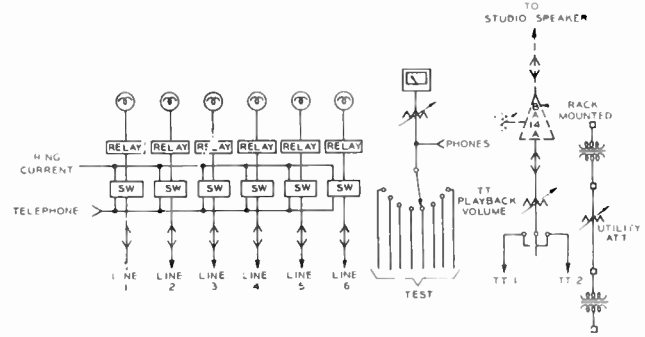 TO
STUDIO SPEAKER
B
A
14
A
RACK
MOUNTED
RELAY RELAY RELAY RELAY RELAY RELAY
RING
CURRENT
PHONES
SW SW SW SW SW SW
TT
PLAYBACK
VOLUME
TELEPHONE
UTILITY
ATT
LINE LINE LINE LINE LINE LINE
1 2 3 4 5 6
TT 1 TT 2
TEST